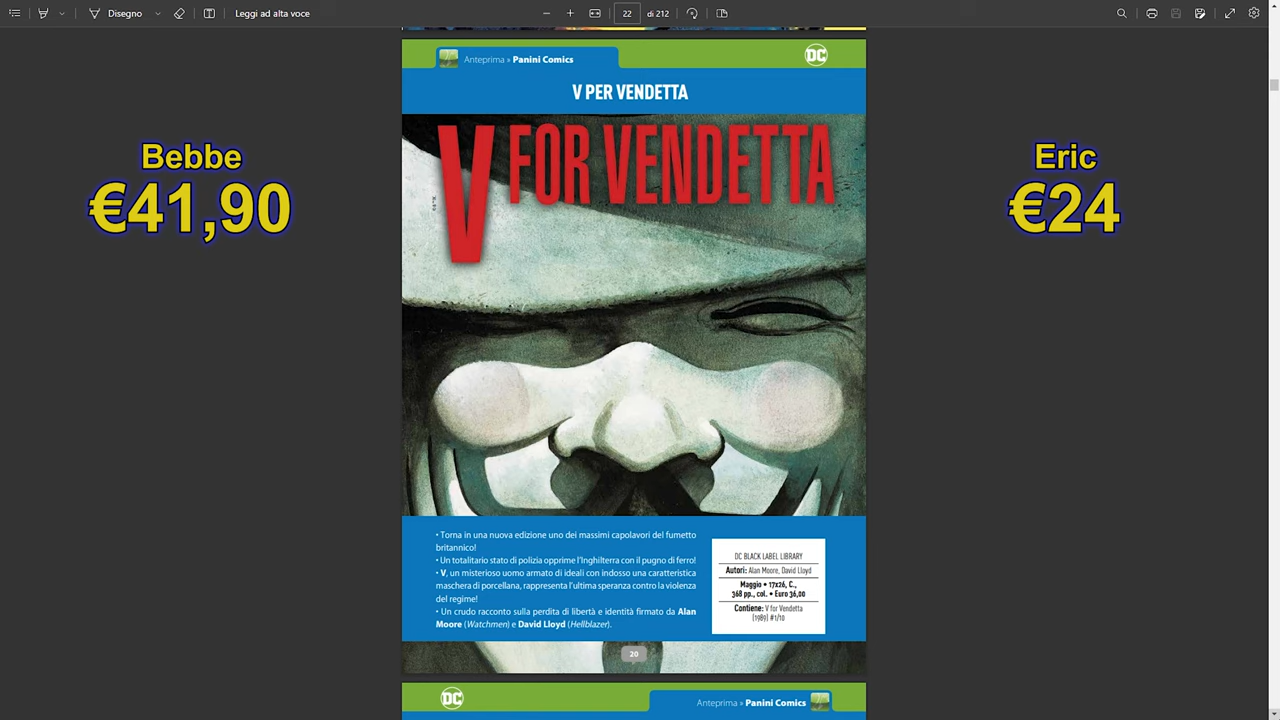 Disegno
Leggi ad alta voce
22
di 212
Anteprima » Panini Comics
DC
V PER VENDETTA
V FOR VENDETTA
Bebbe
€41,90
Eric
€24
• Torna in una nuova edizione uno dei massimi capolavori del fumetto
britannico!
• Un totalitario stato di polizia opprime l'Inghilterra con il pugno di ferro!
• V, un misterioso uomo armato di ideali con indosso una caratteristica
maschera di porcellana, rappresenta l'ultima speranza contro la violenza
del regime!
• Un crudo racconto sulla perdita di libertà e identità firmato da Alan
Moore (Watchmen) e David Lloyd (Hellblazer).
DC BLACK LABEL LIBRARY
Autori: Alan Moore, David Lloyd
Maggio • 17x26, C.,
368 pp., col. • Euro 36,00
Contiene: V for Vendetta
(1989) #1/10
20
DC
Anteprima » Panini Comics